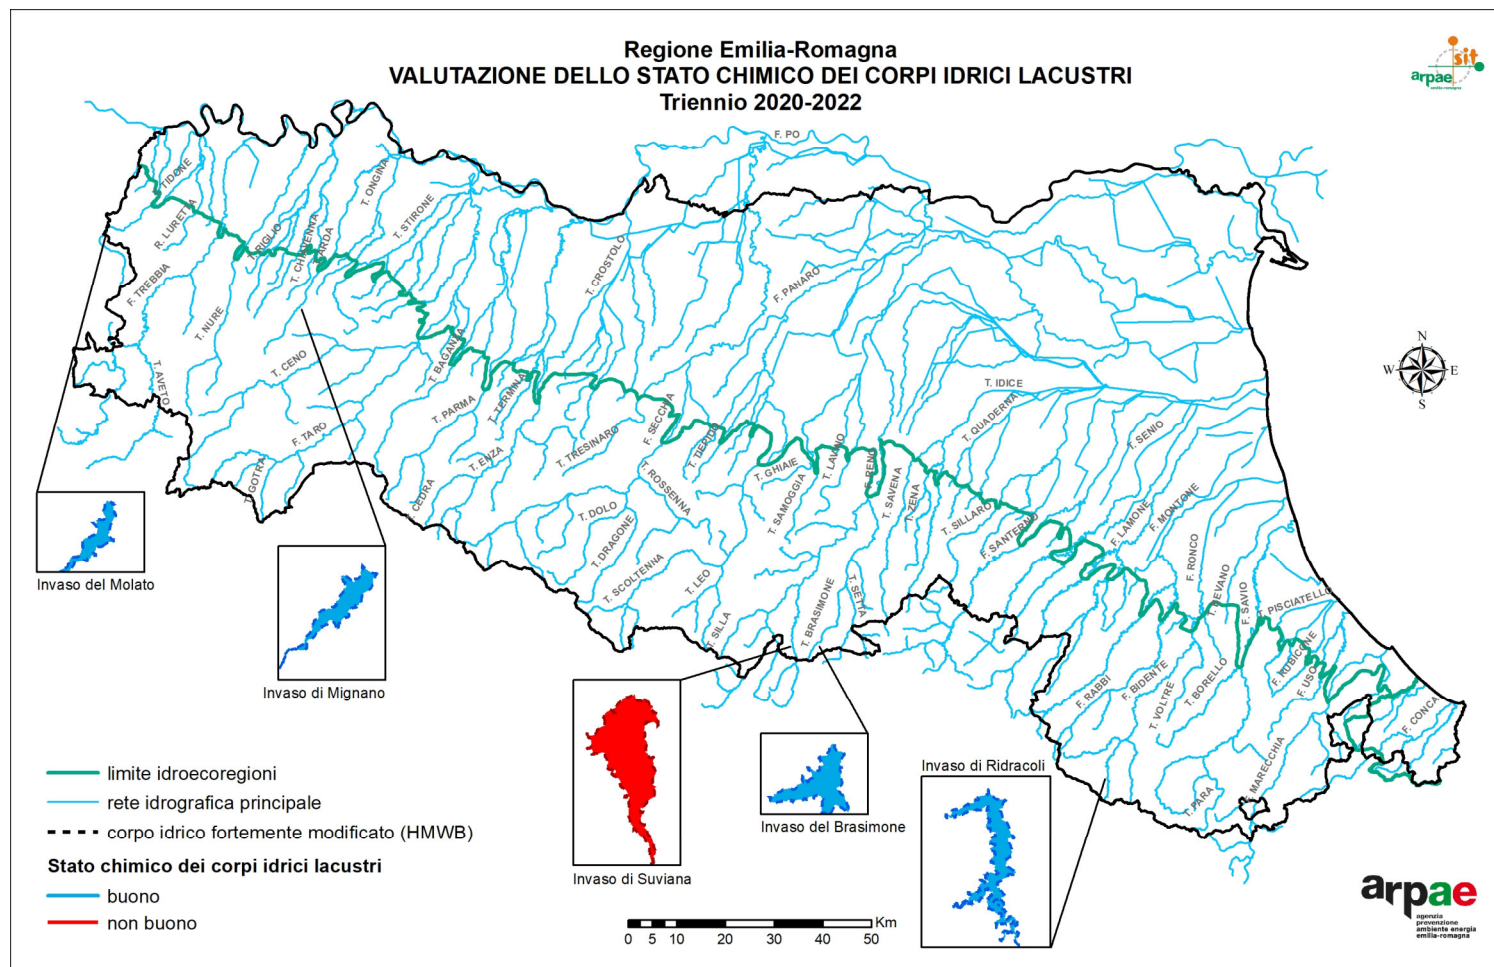 Regione Emilia-Romagna
VALUTAZIONE DELLO STATO CHIMICO DEI CORPI IDRICI LACUSTRI
Triennio 2020-2022
sit
arpae
emilia-romagna
F. PO
TIDONE
R. LURETTA
F. TREBBIA
T. NURE
T. RIGLIO
T. CHIAVENNA
T. ARDA
T. ONGINA
T. STIRONE
T. AVETO
T. CENO
T. BAGANZA
T. PARMA
T. TERMINA
F. TARO
T. GOTRA
T. CEDRA
T. ENZA
T. CROSTOLO
T. TRESINARO
F. SECCHIA
T. TIEPIDO
F. PANARO
T. ROSSENNA
T. DOLO
T. DRAGONE
T. SCOLTENNA
T. LEO
T. SILLA
T. GHIAIE
T. SAMOGGIA
T. LAVINO
F. RENO
T. SAVENA
T. ZENA
T. IDICE
T. QUADERNA
T. SILLARO
F. SANTERNO
T. SENIO
F. LAMONE
F. MONTONE
F. RONCO
T. BEVANO
F. SAVIO
T. PISCIATELLO
T. BRASIMONE
T. SETTA
F. RABBI
F. BIDENTE
T. VOLTRE
T. BORELLO
F. RUBICONE
F. USO
F. CONCA
F. MARECCHIA
T. PARA
N
W
E
S
Invaso del Molato
Invaso di Mignano
Invaso di Suviana
Invaso del Brasimone
Invaso di Ridracoli
limite idroecoregioni
rete idrografica principale
corpo idrico fortemente modificato (HMWB)
Stato chimico dei corpi idrici lacustri
buono
non buono
Km
0 5 10 20 30 40 50
arpae
agenzia
prevenzione
ambiente energia
emilia-romagna